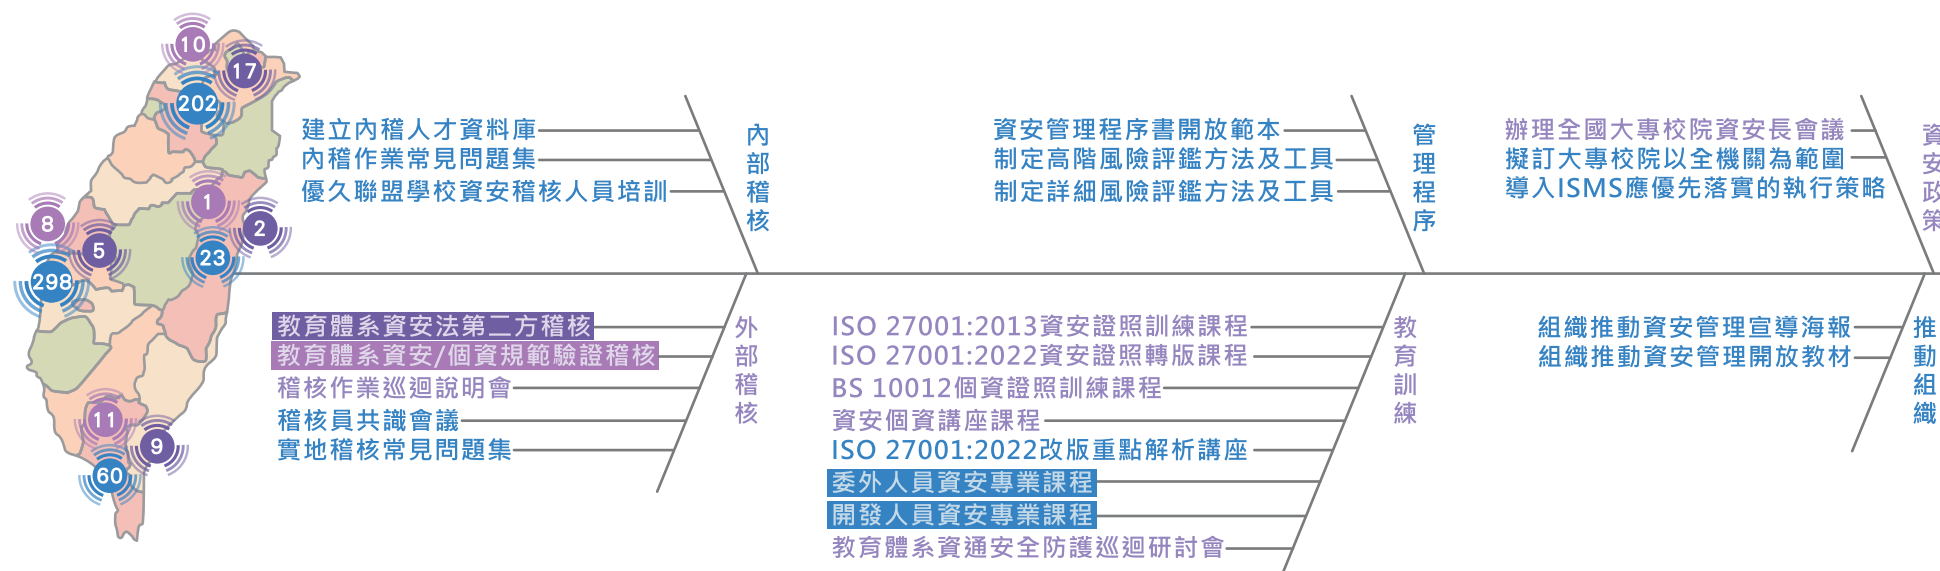 10
17
202
1
8
2
5
23
298
11
9
60
建立內稽人才資料庫
內稽作業常見問題集
優久聯盟學校資安稽核人員培訓
內部稽核
資安管理程序書開放範本
制定高階風險評鑑方法及工具
制定詳細風險評鑑方法及工具
管理程序
辦理全國大專校院資安長會議
擬訂大專校院以全機關為範圍
導入ISMS應優先落實的執行策略
資安政策
教育體系資安法第二方稽核
教育體系資安/個資規範驗證稽核
稽核作業巡迴說明會
稽核員共識會議
實地稽核常見問題集
外部稽核
ISO 27001:2013資安證照訓練課程
ISO 27001:2022資安證照轉版課程
BS 10012個資證照訓練課程
資安個資講座課程
ISO 27001:2022改版重點解析講座
委外人員資安專業課程
開發人員資安專業課程
教育體系資通安全防護巡迴研討會
教育訓練
組織推動資安管理宣導海報
組織推動資安管理開放教材
推動組織